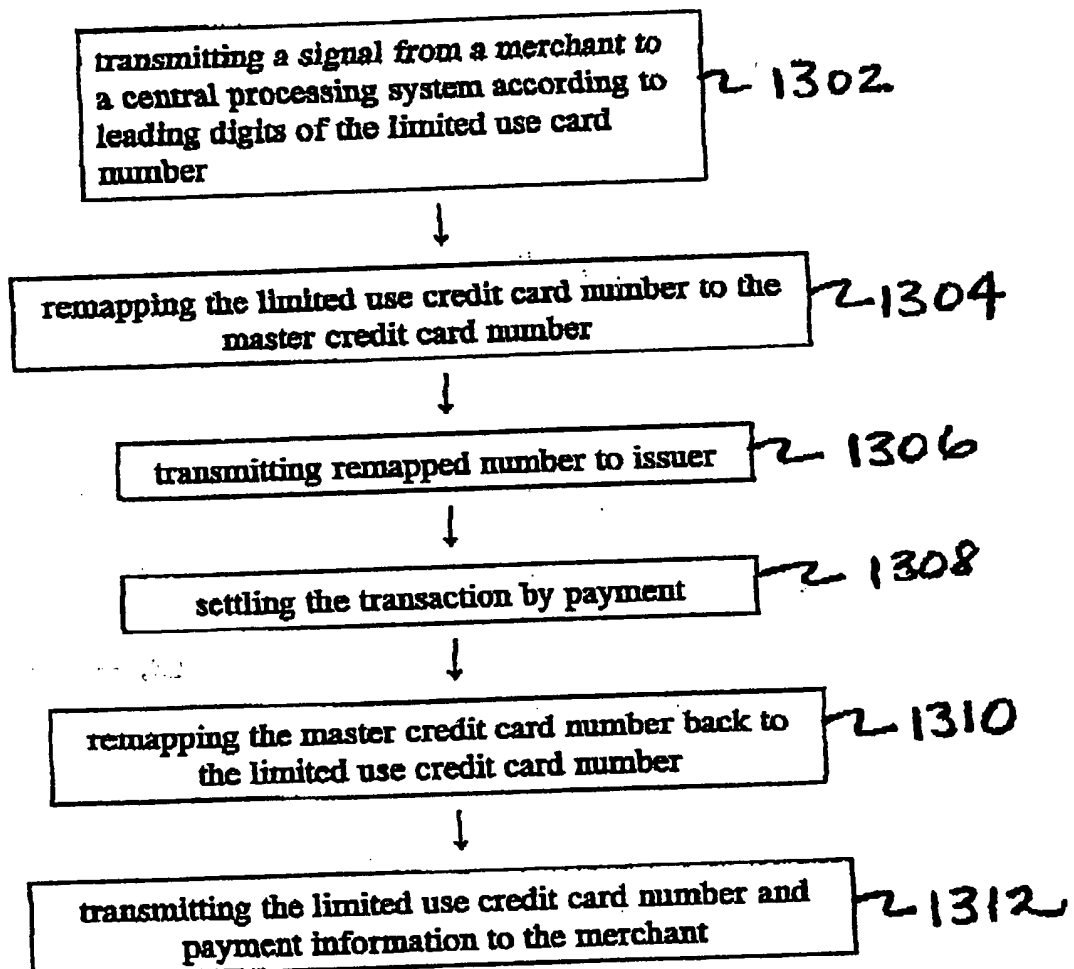 transmitting a signal from a merchant to
a central processing system according to
leading digits of the limited use card
number
1302
remapping the limited use credit card number to the
master credit card number
1304
transmitting remapped number to issuer
1306
settling the transaction by payment
1308
remapping the master credit card number back to
the limited use credit card number
1310
transmitting the limited use credit card number and
payment information to the merchant
1312